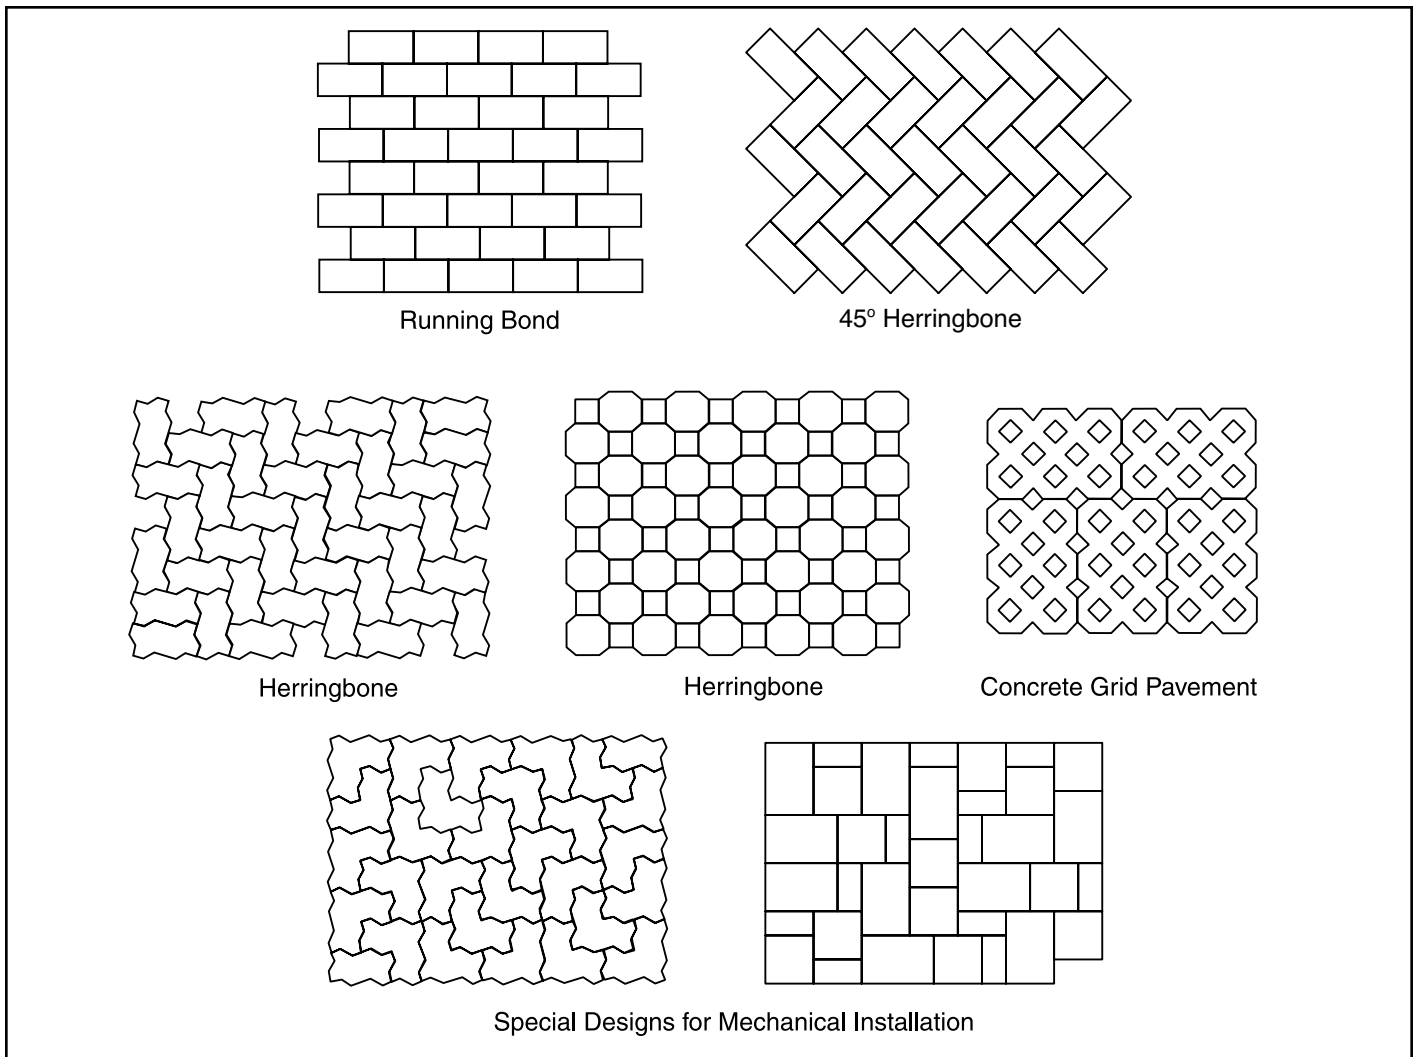 Running Bond
45° Herringbone
Herringbone
Herringbone
Concrete Grid Pavement
Special Designs for Mechanical Installation